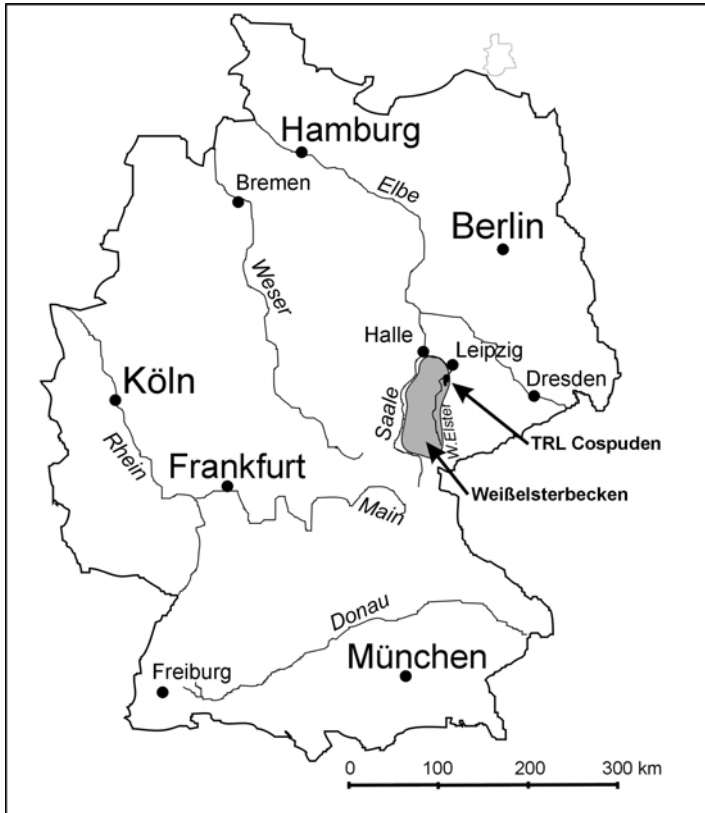 Hamburg
Bremen
Elbe
Berlin
Weser
Halle
Leipzig
Dresden
Köln
Saale
W.Elster
TRL Cospuden
Rhein
Frankfurt
Weißelsterbecken
Main
Donau
München
Freiburg
0 100 200 300 km